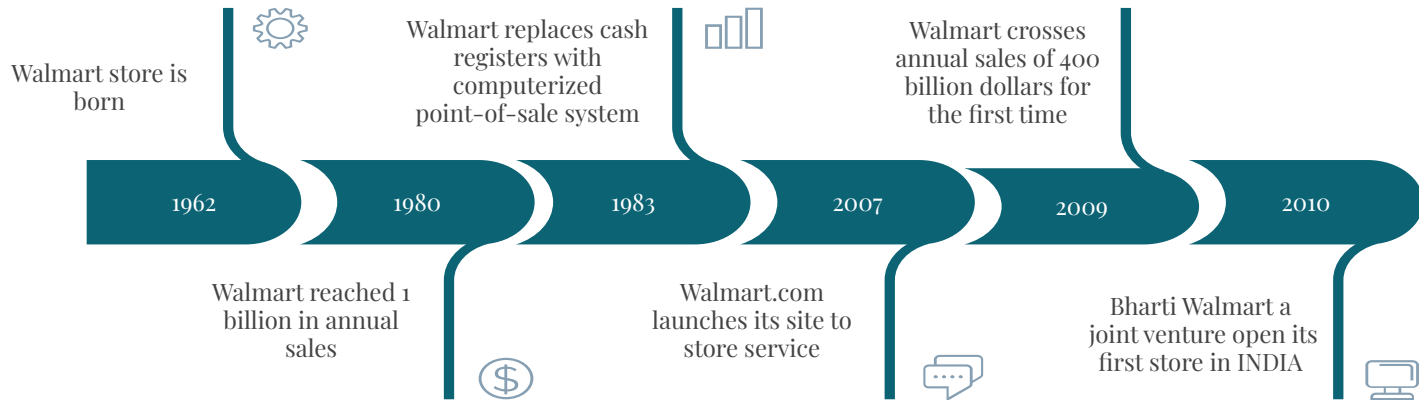 Walmart store is
born
Walmart replaces cash
registers with
computerized
point-of-sale system
Walmart crosses
annual sales of 400
billion dollars for
the first time
1962
1980
1983
2007
2009
2010
Walmart reached 1
billion in annual
sales
Walmart.com
launches its site to
store service
Bharti Walmart a
joint venture open its
first store in INDIA
$